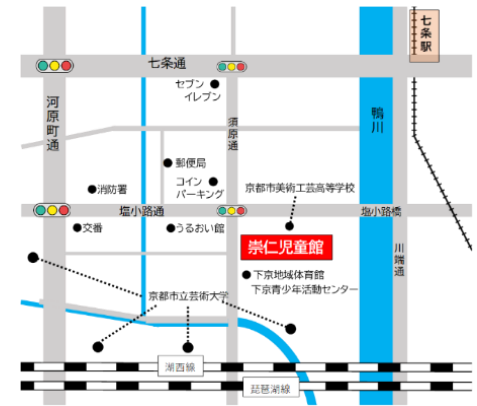 七条駅
七条通
セブン
イレブン
河原町通
須原通
鴨川
郵便局
コイン
パーキング
京都市美術工芸高等学校
消防署
塩小路通
塩小路橋
交番
うるおい館
崇仁児童館
川端通
下京地域体育館
下京青少年活動センター
京都市立芸術大学
湖西線
琵琶湖線